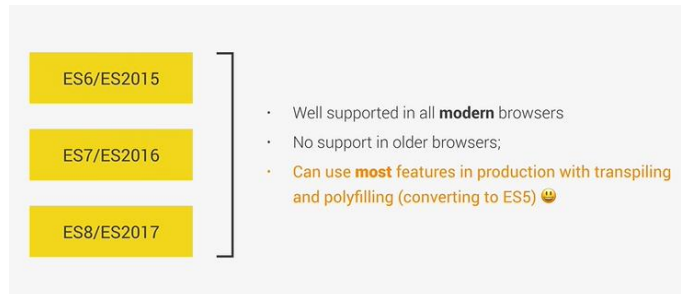 ES6/ES2015
ES7/ES2016
ES8/ES2017
· Well supported in all modern browsers
· No support in older browsers;
· Can use most features in production with transpiling
and polyfilling (converting to ES5) 😃